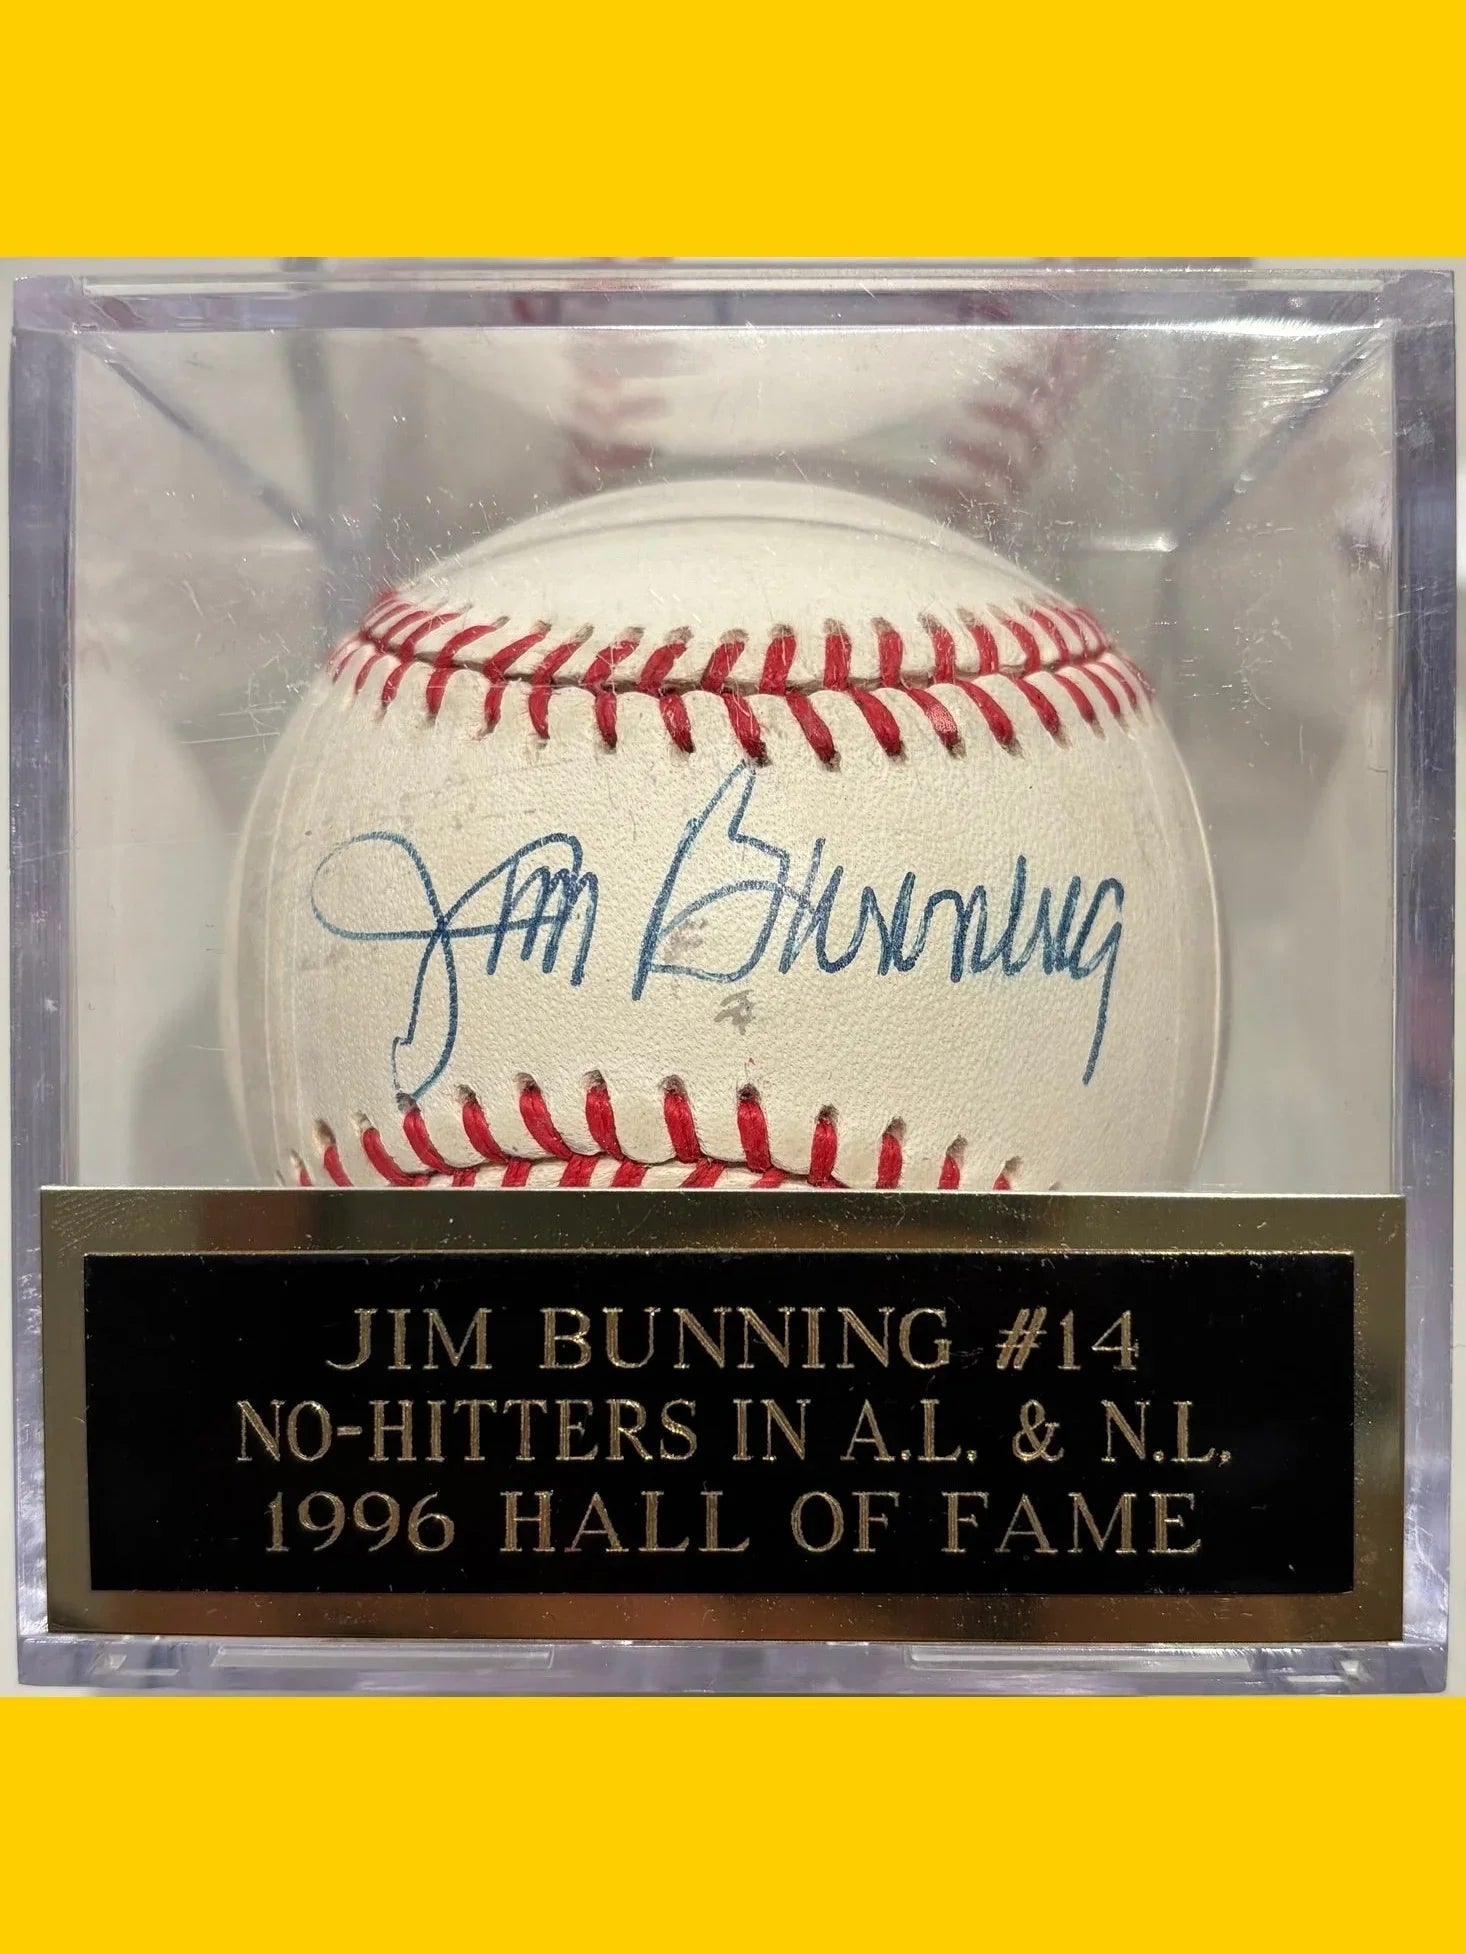 Jim Bunning
JIM BUNNING #14
NO-HITTERS IN A.L. & N.L.
1996 HALL OF FAME